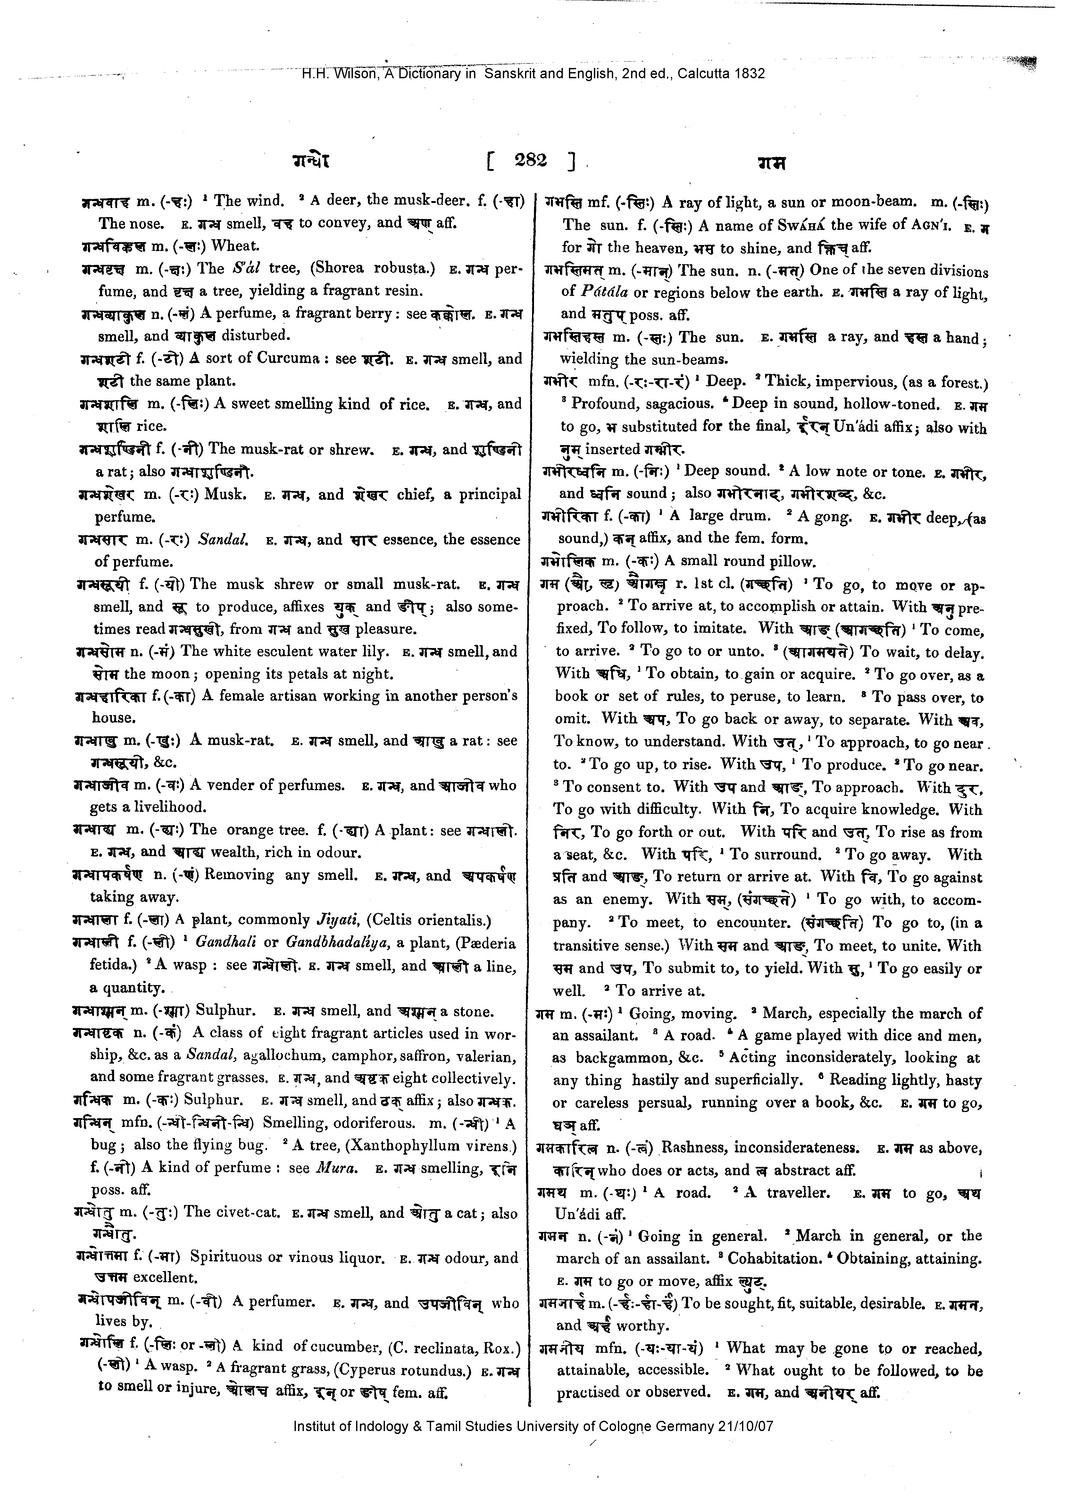 H.H. Wilson, A Dictionary in Sanskrit and English, 2nd ed., Calcutta 1832
गन्धो [ 282 ] गम
गन्धवाह m. (-हः) ¹ The wind. ² A deer, the musk-deer. f. (-हा)
The nose. E. गन्ध smell, वह to convey, and अण् aff.
गन्धविह्वल m. (-लः) Wheat.
गन्धवृक्ष m. (-क्षः) The S'ál tree, (Shorea robusta.) E. गन्ध per-
fume, and वृक्ष a tree, yielding a fragrant resin.
गन्धव्याकुल n. (-लं) A perfume, a fragrant berry : see कक्कोल. E. गन्ध
smell, and व्याकुल disturbed.
गन्धशटी f. (-टी) A sort of Curcuma : see शटी. E. गन्ध smell, and
शटी the same plant.
गन्धशालि m. (-लिः) A sweet smelling kind of rice. E. गन्ध, and
शालि rice.
गन्धशुण्डिनी f. (-नी) The musk-rat or shrew. E. गन्ध, and शुण्डिनी
a rat ; also गन्धाशुण्डिनी.
गन्धशेखर m. (-रः) Musk. E. गन्ध, and शेखर chief, a principal
perfume.
गन्धसार m. (-रः) Sandal. E. गन्ध, and सार essence, the essence
of perfume.
गन्धसूयी f. (-यी) The musk shrew or small musk-rat. E. गन्ध
smell, and सू to produce, affixes युक् and ङीप् ; also some-
times read गन्धसुखी, from गन्ध and सुख pleasure.
गन्धसोम n. (-मं) The white esculent water lily. E. गन्ध smell, and
सोम the moon ; opening its petals at night.
गन्धहारिका f. (-का) A female artisan working in another person's
house.
गन्धाखु m. (-खुः) A musk-rat. E. गन्ध smell, and आखु a rat : see
गन्धसूयी, &c.
गन्धाजीव m. (-वः) A vender of perfumes. E. गन्ध, and आजीव who
gets a livelihood.
गन्धाढ्य m. (-ढ्यः) The orange tree. f. (-ढ्या) A plant : see गन्धाली.
E. गन्ध, and आढ्य wealth, rich in odour.
गन्धापकर्षण n. (-णं) Removing any smell. E. गन्ध, and अपकर्षण
taking away.
गन्धाला f. (-ला) A plant, commonly Jiyati, (Celtis orientalis.)
गन्धाली f. (-ली) ¹ Gandhali or Gandbhadalíya, a plant, (Pæderia
fetida.) ² A wasp : see गन्धोली. E. गन्ध smell, and आली a line,
a quantity.
गन्धाश्मन् m. (-श्मा) Sulphur. E. गन्ध smell, and अश्मन् a stone.
गन्धाष्टक n. (-कं) A class of eight fragrant articles used in wor-
ship, &c. as a Sandal, agallochum, camphor, saffron, valerian,
and some fragrant grasses. E. गन्ध, and अष्टक eight collectively.
गन्धिक m. (-कः) Sulphur. E. गन्ध smell, and ठक् affix ; also गन्धक.
गन्धिन् mfn. (-न्धी-न्धिनी-न्धि) Smelling, odoriferous. m. (-न्धी) ¹ A
bug ; also the flying bug. ² A tree, (Xanthophyllum virens.)
f. (-नी) A kind of perfume : see Mura. E. गन्ध smelling, इनि
poss. aff.
गन्धोतु m. (-तुः) The civet-cat. E. गन्ध smell, and ओतु a cat ; also
गन्धौतु.
गन्धोत्तमा f. (-मा) Spirituous or vinous liquor. E. गन्ध odour, and
उत्तम excellent.
गन्धोपजीविन् m. (-वी) A perfumer. E. गन्ध, and उपजीविन् who
lives by.
गन्धोलि f. (-लिः or -ली) A kind of cucumber, (C. reclinata, Rox.)
(-ली) ¹ A wasp. ² A fragrant grass, (Cyperus rotundus.) E. गन्ध
to smell or injure, ओलच affix, इन् or ङीष् fem. aff.
गभस्ति mf. (-स्तिः) A ray of light, a sun or moon-beam. m. (-स्तिः)
The sun. f. (-स्तिः) A name of SWÁHÁ the wife of AGN'I. E. ग
for गो the heaven, भस to shine, and क्तिच् aff.
गभस्तिमत् m. (-मान्) The sun. n. (-मत्) One of the seven divisions
of Pátála or regions below the earth. E. गभस्ति a ray of light,
and मतुप् poss. aff.
गभस्तिहस्त m. (-स्तः) The sun. E. गभस्ति a ray, and हस्त a hand ;
wielding the sun-beams.
गभीर mfn. (-रः-रा-रं) ¹ Deep. ² Thick, impervious, (as a forest.)
³ Profound, sagacious. ⁴ Deep in sound, hollow-toned. E. गम
to go, भ substituted for the final, ईरन् Un'ádi affix ; also with
नुम् inserted गम्भीर.
गभीरध्वनि m. (-निः) ¹ Deep sound. ² A low note or tone. E. गभीर,
and ध्वनि sound ; also गभीरनाद, गभीरशब्द, &c.
गभीरिका f. (-का) ¹ A large drum. ² A gong. E. गभीर deep, (as
sound,) कन् affix, and the fem. form.
गभोलिक m. (-कः) A small round pillow.
गम (औ, ऌ) औगमॢ r. 1st cl. (गच्छति) ¹ To go, to move or ap-
proach. ² To arrive at, to accomplish or attain. With अनु pre-
fixed, To follow, to imitate. With आङ् (आगच्छति) ¹ To come,
to arrive. ² To go to or unto. ³ (आगमयते) To wait, to delay.
With अधि, ¹ To obtain, to gain or acquire. ² To go over, as a
book or set of rules, to peruse, to learn. ³ To pass over, to
omit. With अप, To go back or away, to separate. With अव,
To know, to understand. With उत्, ¹ To approach, to go near
to. ² To go up, to rise. With उप, ¹ To produce. ² To go near.
³ To consent to. With उप and आङ्, To approach. With दुर,
To go with difficulty. With नि, To acquire knowledge. With
निर, To go forth or out. With परि and उत्, To rise as from
a seat, &c. With परि, ¹ To surround. ² To go away. With
प्रति and आङ्, To return or arrive at. With वि, To go against
as an enemy. With सम्, (संगच्छते) ¹ To go with, to accom-
pany. ² To meet, to encounter. (संगच्छति) To go to, (in a
transitive sense.) With सम and आङ्, To meet, to unite. With
सम and उप, To submit to, to yield. With सु, ¹ To go easily or
well. ² To arrive at.
गम m. (-मः) ¹ Going, moving. ² March, especially the march of
an assailant. ³ A road. ⁴ A game played with dice and men,
as backgammon, &c. ⁵ Acting inconsiderately, looking at
any thing hastily and superficially. ⁶ Reading lightly, hasty
or careless persual, running over a book, &c. E. गम to go,
घञ् aff.
गमकारित्व n. (-त्वं) Rashness, inconsiderateness. E. गम as above,
कारिन् who does or acts, and त्व abstract aff.
गमथ m. (-थः) ¹ A road. ² A traveller. E. गम to go, अथ
Un'ádi aff.
गमन n. (-नं) ¹ Going in general. ² March in general, or the
march of an assailant. ³ Cohabitation. ⁴ Obtaining, attaining.
E. गम to go or move, affix ल्युट्.
गमनार्ह m. (-र्हः-र्हा-र्हं) To be sought, fit, suitable, desirable. E. गमन,
and अर्ह worthy.
गमनीय mfn. (-यः-या-यं) ¹ What may be gone to or reached,
attainable, accessible. ² What ought to be followed, to be
practised or observed. E. गम, and अनीयर् aff.
Institut of Indology & Tamil Studies University of Cologne Germany 21/10/07